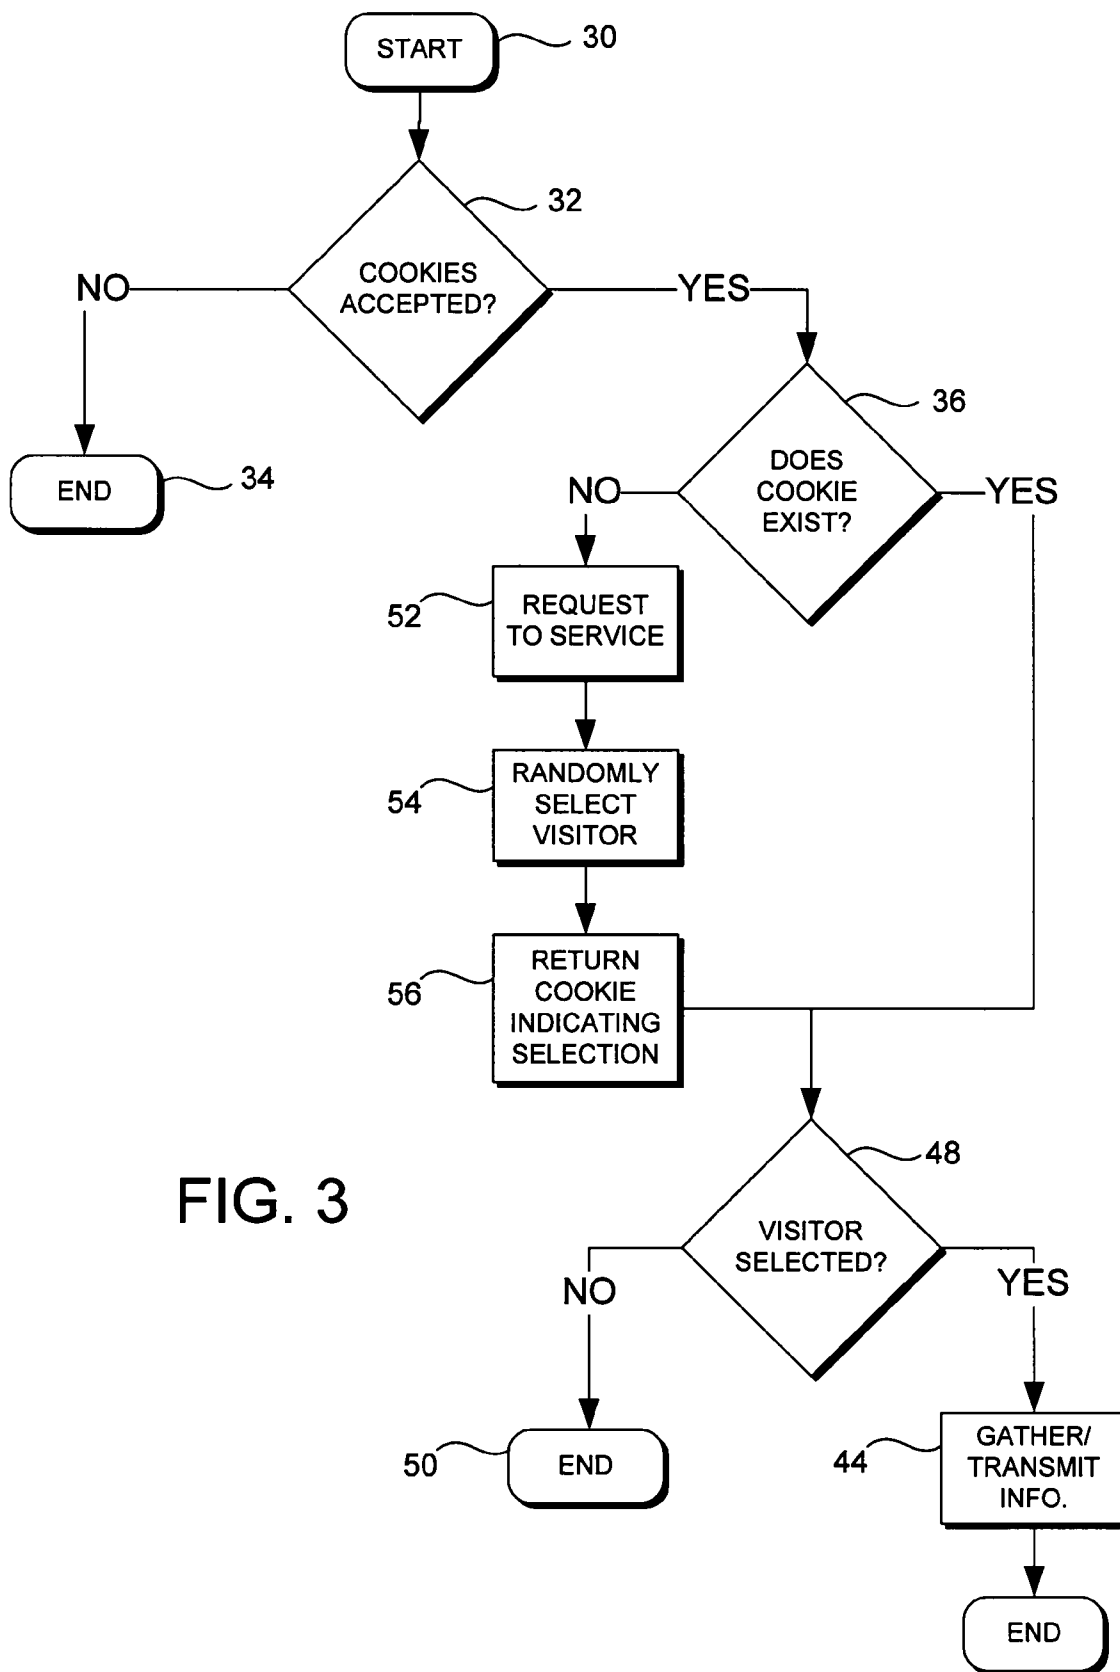 START
30
32
COOKIES
ACCEPTED?
NO
YES
36
DOES
COOKIE
EXIST?
END
34
NO
YES
52
REQUEST
TO SERVICE
54
RANDOMLY
SELECT
VISITOR
56
RETURN
COOKIE
INDICATING
SELECTION
48
FIG. 3
VISITOR
SELECTED?
NO
YES
50
END
44
GATHER/
TRANSMIT
INFO.
END